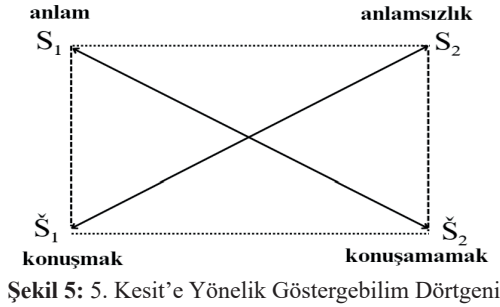 anlam anlamsızlık
S1 S2
Š1 Š2
konuşmak konuşamamak
Şekil 5: 5. Kesit’e Yönelik Göstergebilim Dörtgeni